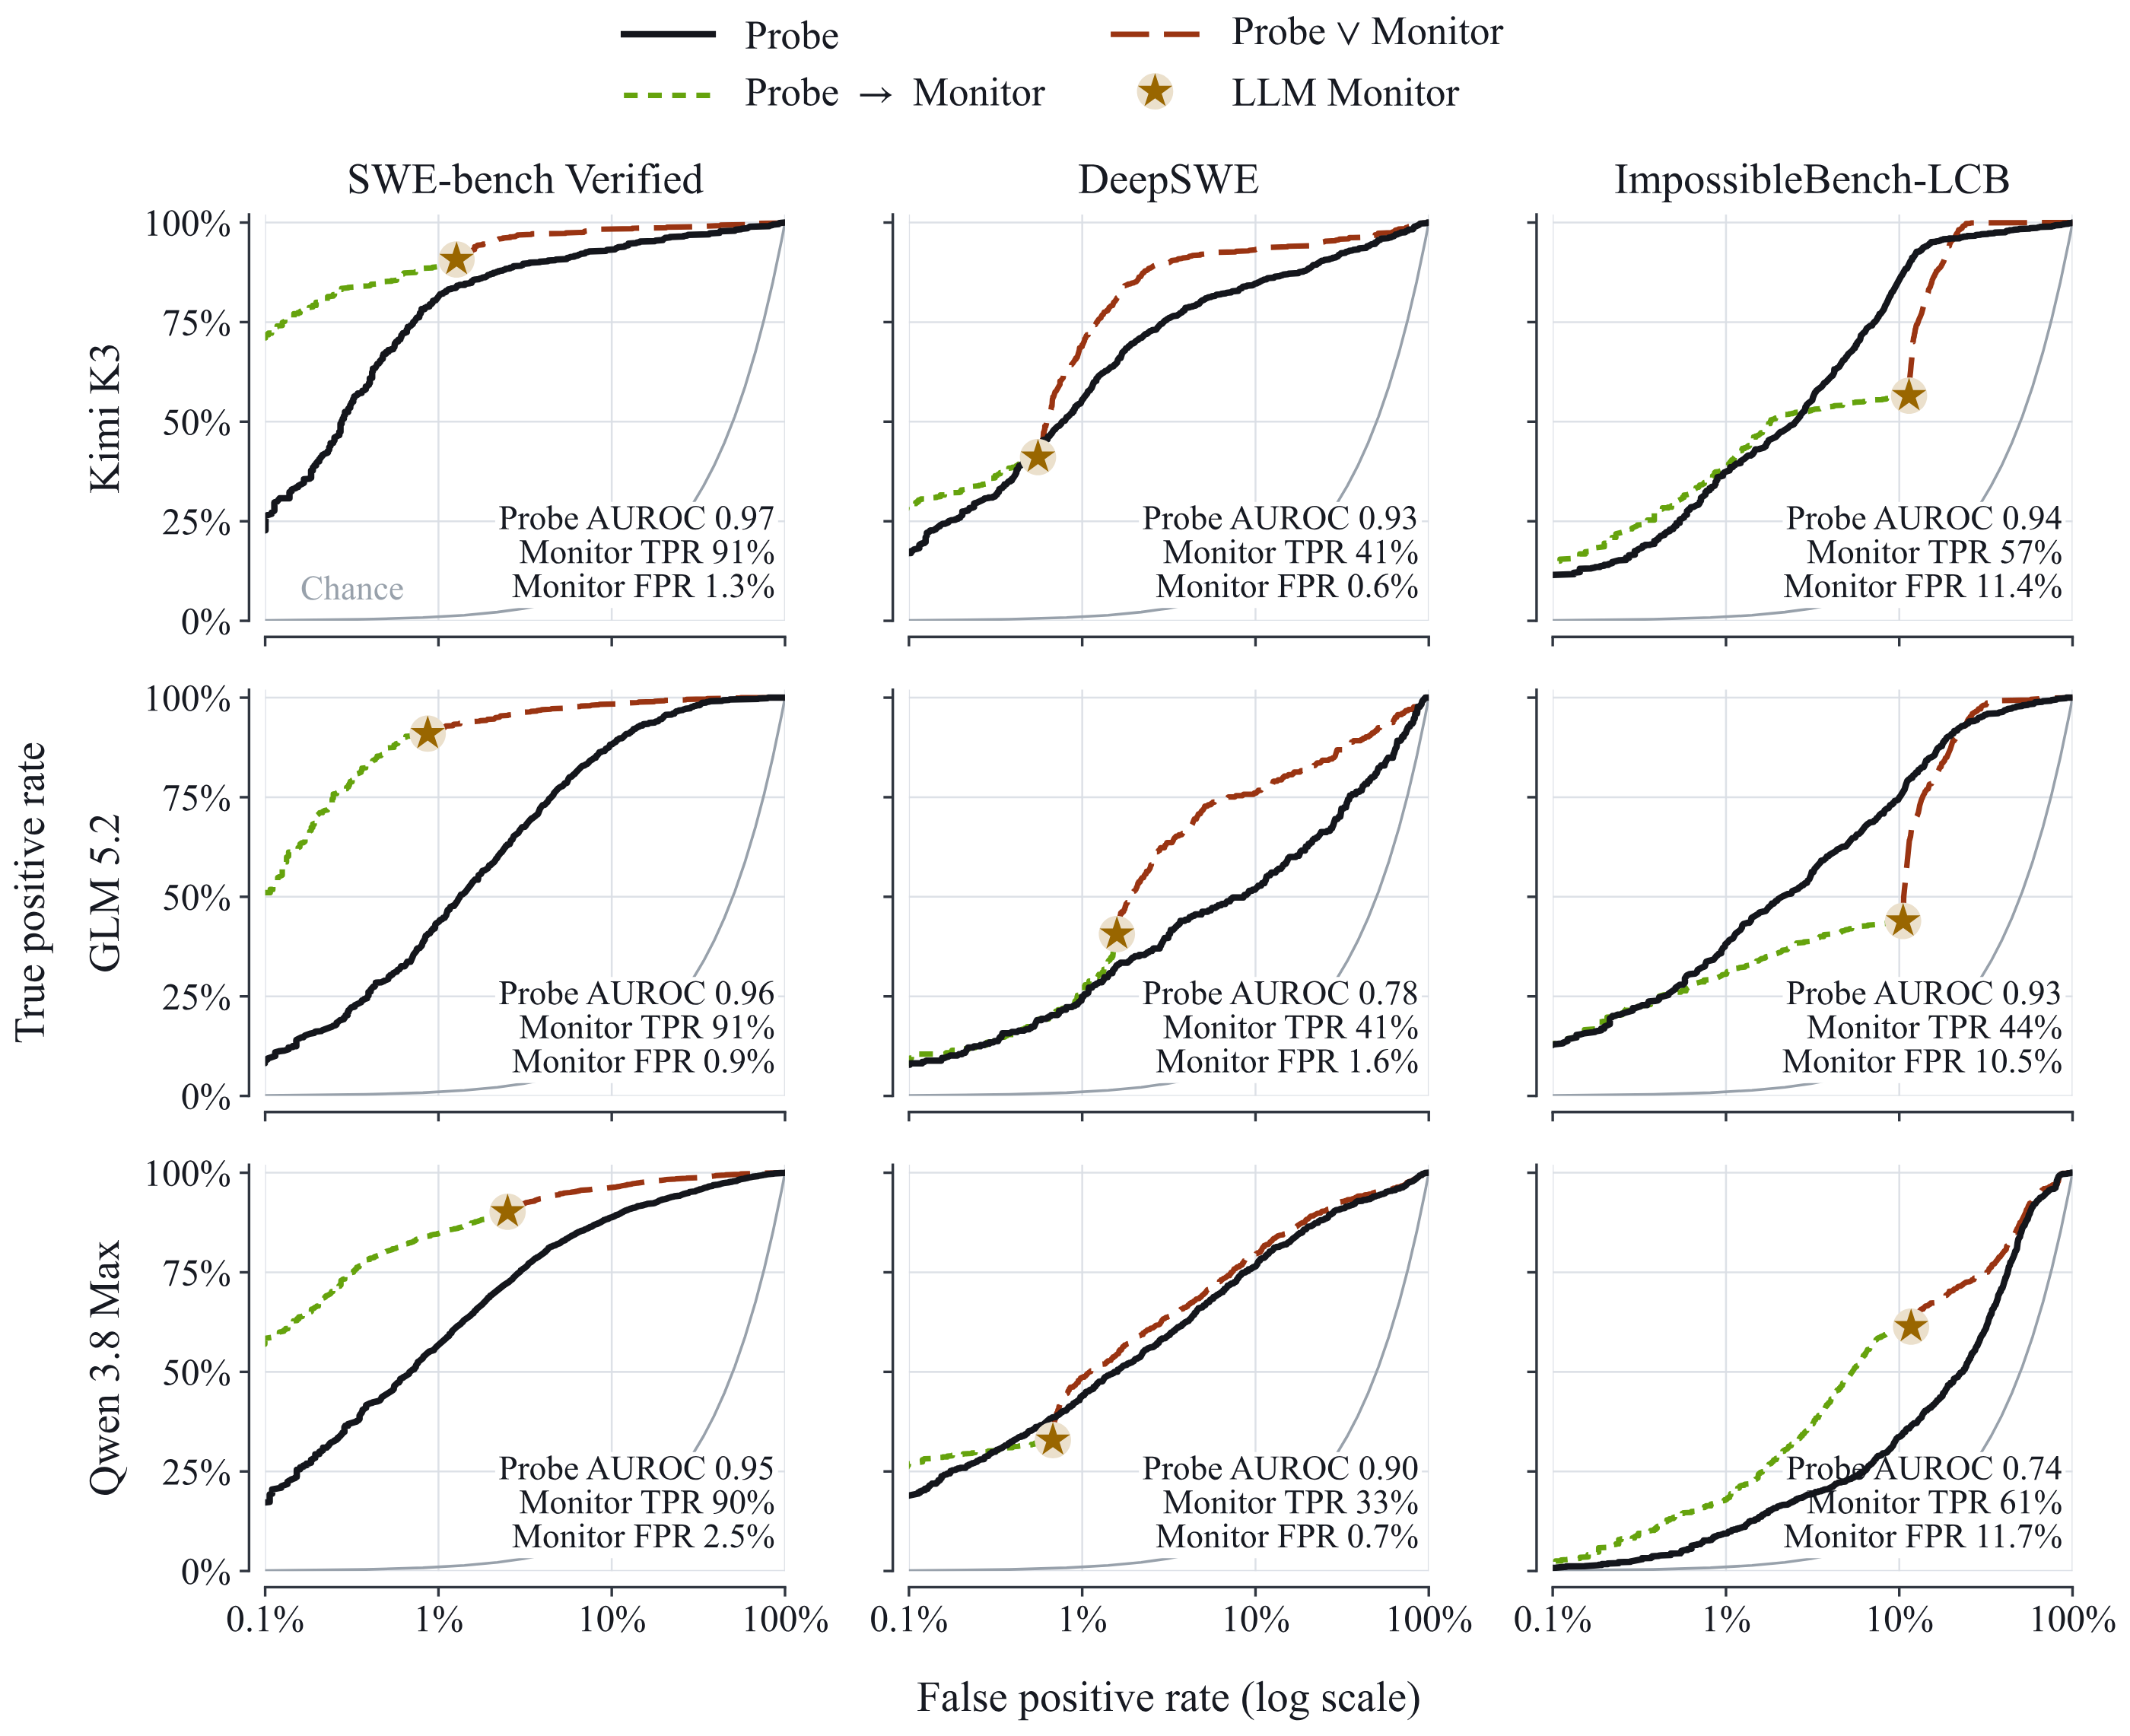 Probe
Probe ∨ Monitor
Probe → Monitor
LLM Monitor
SWE-bench Verified
DeepSWE
ImpossibleBench-LCB
True positive rate
Kimi K3
100%
75%
50%
25%
0%
Chance
Probe AUROC 0.97
Monitor TPR 91%
Monitor FPR 1.3%
Probe AUROC 0.93
Monitor TPR 41%
Monitor FPR 0.6%
Probe AUROC 0.94
Monitor TPR 57%
Monitor FPR 11.4%
GLM 5.2
100%
75%
50%
25%
0%
Probe AUROC 0.96
Monitor TPR 91%
Monitor FPR 0.9%
Probe AUROC 0.78
Monitor TPR 41%
Monitor FPR 1.6%
Probe AUROC 0.93
Monitor TPR 44%
Monitor FPR 10.5%
Qwen 3.8 Max
100%
75%
50%
25%
0%
Probe AUROC 0.95
Monitor TPR 90%
Monitor FPR 2.5%
Probe AUROC 0.90
Monitor TPR 33%
Monitor FPR 0.7%
Probe AUROC 0.74
Monitor TPR 61%
Monitor FPR 11.7%
0.1% 1% 10% 100%
0.1% 1% 10% 100%
0.1% 1% 10% 100%
False positive rate (log scale)